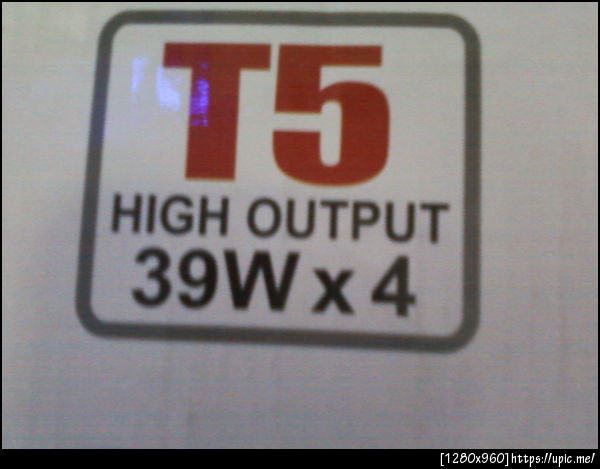 T5
HIGH OUTPUT
39W x 4
[1280x960]https://upic.me/